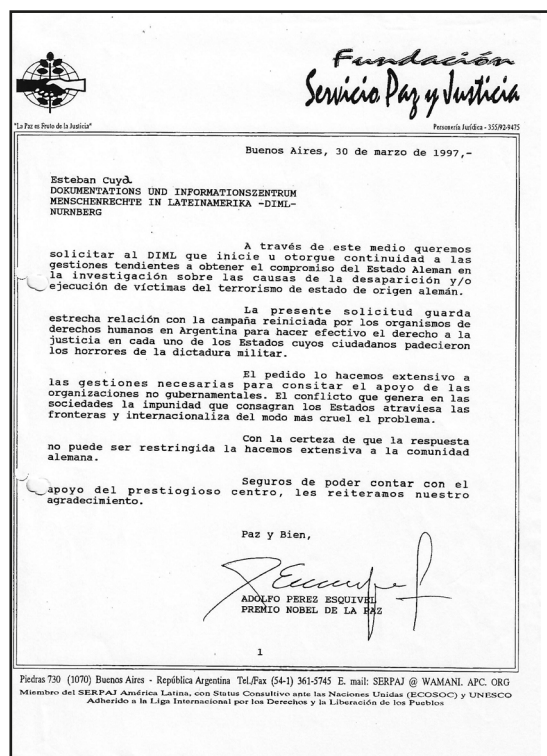 Fundación
Servicio Paz y Justicia
"La Paz es Fruto de la Justicia"
Personería Jurídica - 355/92-9475
Buenos Aires, 30 de marzo de 1997,-
Esteban Cuya
DOKUMENTATIONS UND INFORMATIONSZENTRUM
MENSCHENRECHTE IN LATEINAMERIKA -DIML-
NURNBERG
A través de este medio queremos
solicitar al DIML que inicie u otorgue continuidad a las
gestiones tendientes a obtener el compromiso del Estado Aleman en
la investigación sobre las causas de la desaparición y/o
ejecución de víctimas del terrorismo de estado de origen alemán.
La presente solicitud guarda
estrecha relación con la campaña reiniciada por los organismos de
derechos humanos en Argentina para hacer efectivo el derecho a la
justicia en cada uno de los Estados cuyos ciudadanos padecieron
los horrores de la dictadura militar.
El pedido lo hacemos extensivo a
las gestiones necesarias para consitar el apoyo de las
organizaciones no gubernamentales. El conflicto que genera en las
sociedades la impunidad que consagran los Estados atraviesa las
fronteras y internacionaliza del modo más cruel el problema.
Con la certeza de que la respuesta
no puede ser restringida la hacemos extensiva a la comunidad
alemana.
Seguros de poder contar con el
apoyo del prestiogioso centro, les reiteramos nuestro
agradecimiento.
Paz y Bien,
ADOLFO PEREZ ESQUIVEL
PREMIO NOBEL DE LA PAZ
1
Piedras 730 (1070) Buenos Aires - República Argentina Tel./Fax (54-1) 361-5745 E. mail: SERPAJ @ WAMANI. APC. ORG
Miembro del SERPAJ América Latina, con Status Consultivo ante las Naciones Unidas (ECOSOC) y UNESCO
Adherido a la Liga Internacional por los Derechos y la Liberación de los Pueblos